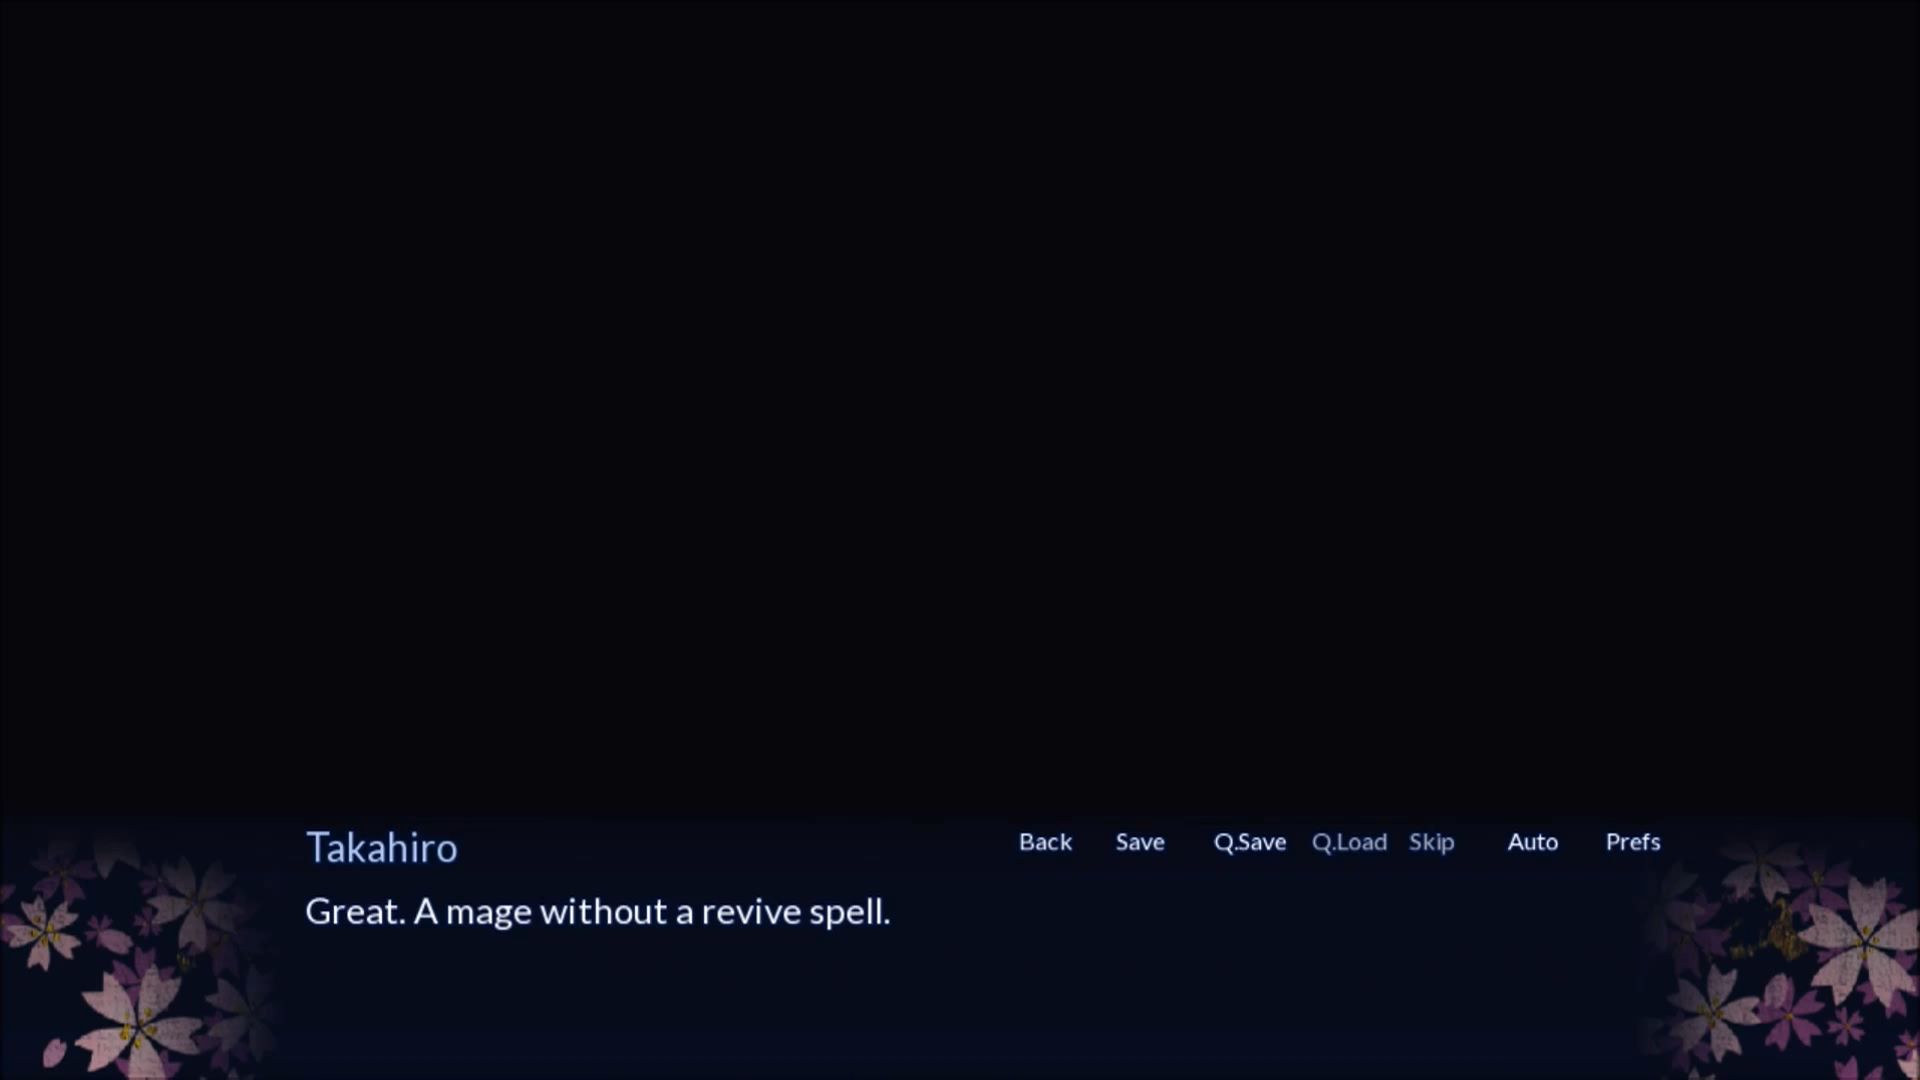 Takahiro
Back Save Q.Save Q.Load Skip Auto Prefs
Great. A mage without a revive spell.